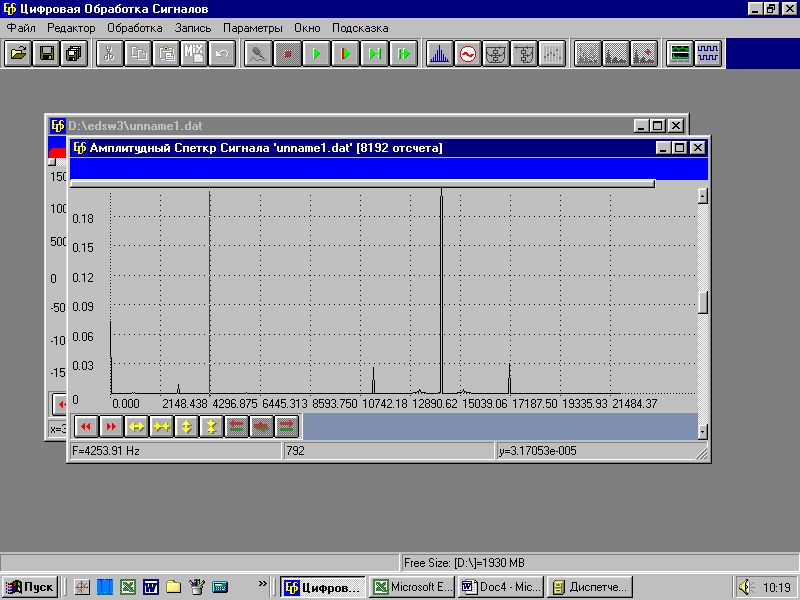 Цифровая Обработка Сигналов
Файл Редактор Обработка Запись Параметры Окно Подсказка
MiX
D:\edsw3\unname1.dat
Амплитудный Спеткр Сигнала 'unname1.dat' [8192 отсчета]
150
100
500
0
-50
-10
-15
x=3
0.18
0.15
0.12
0.09
0.06
0.03
0
0.000 2148.438 4296.875 6445.313 8593.750 10742.18 12890.62 15039.06 17187.50 19335.93 21484.37
F=4253.91 Hz 792 y=3.17053e-005
Free Size: [D:\]=1930 MB
Пуск » Цифров... Microsoft E... Doc4 - Mic... Диспетче... 10:19